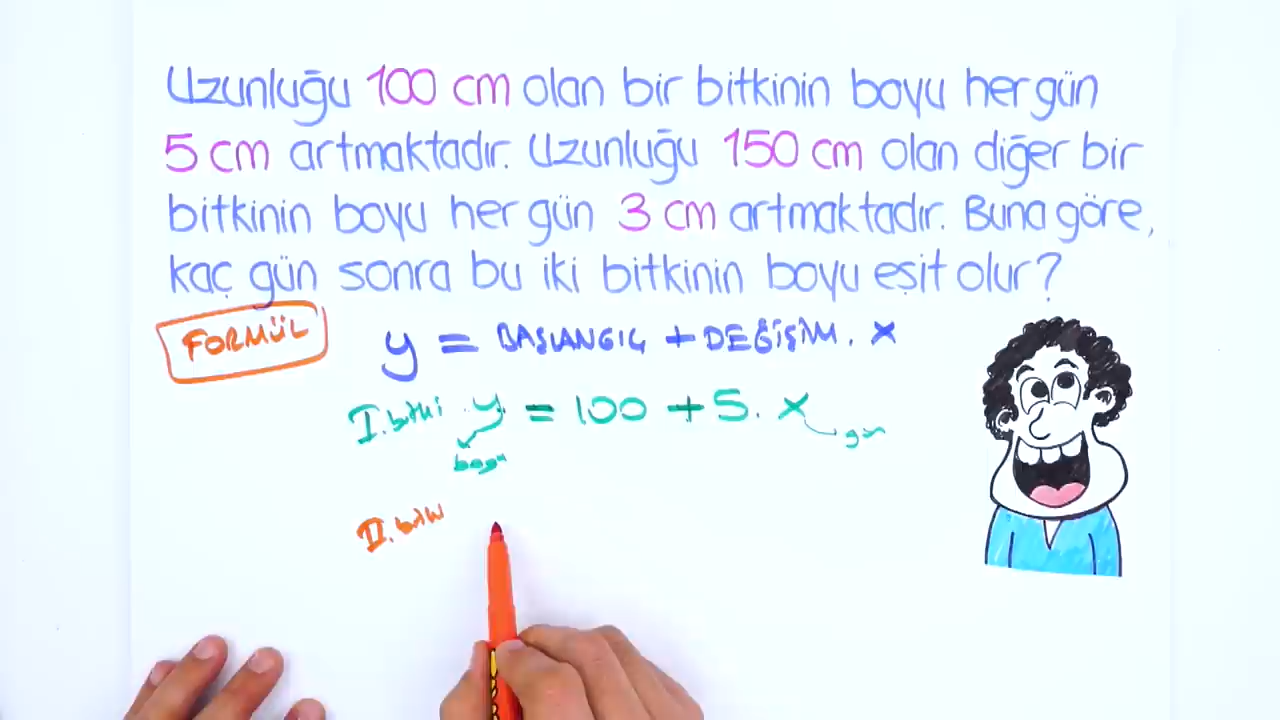 Uzunluğu 100 cm olan bir bitkinin boyu her gün
5 cm artmaktadır. Uzunluğu 150 cm olan diğer bir
bitkinin boyu her gün 3 cm artmaktadır. Buna göre,
kaç gün sonra bu iki bitkinin boyu eşit olur?
FORMÜL
y = BAŞLANGIÇ + DEĞİŞİM . x
I. bitki y = 100 + 5 . x
gün
boyu
II. bitki